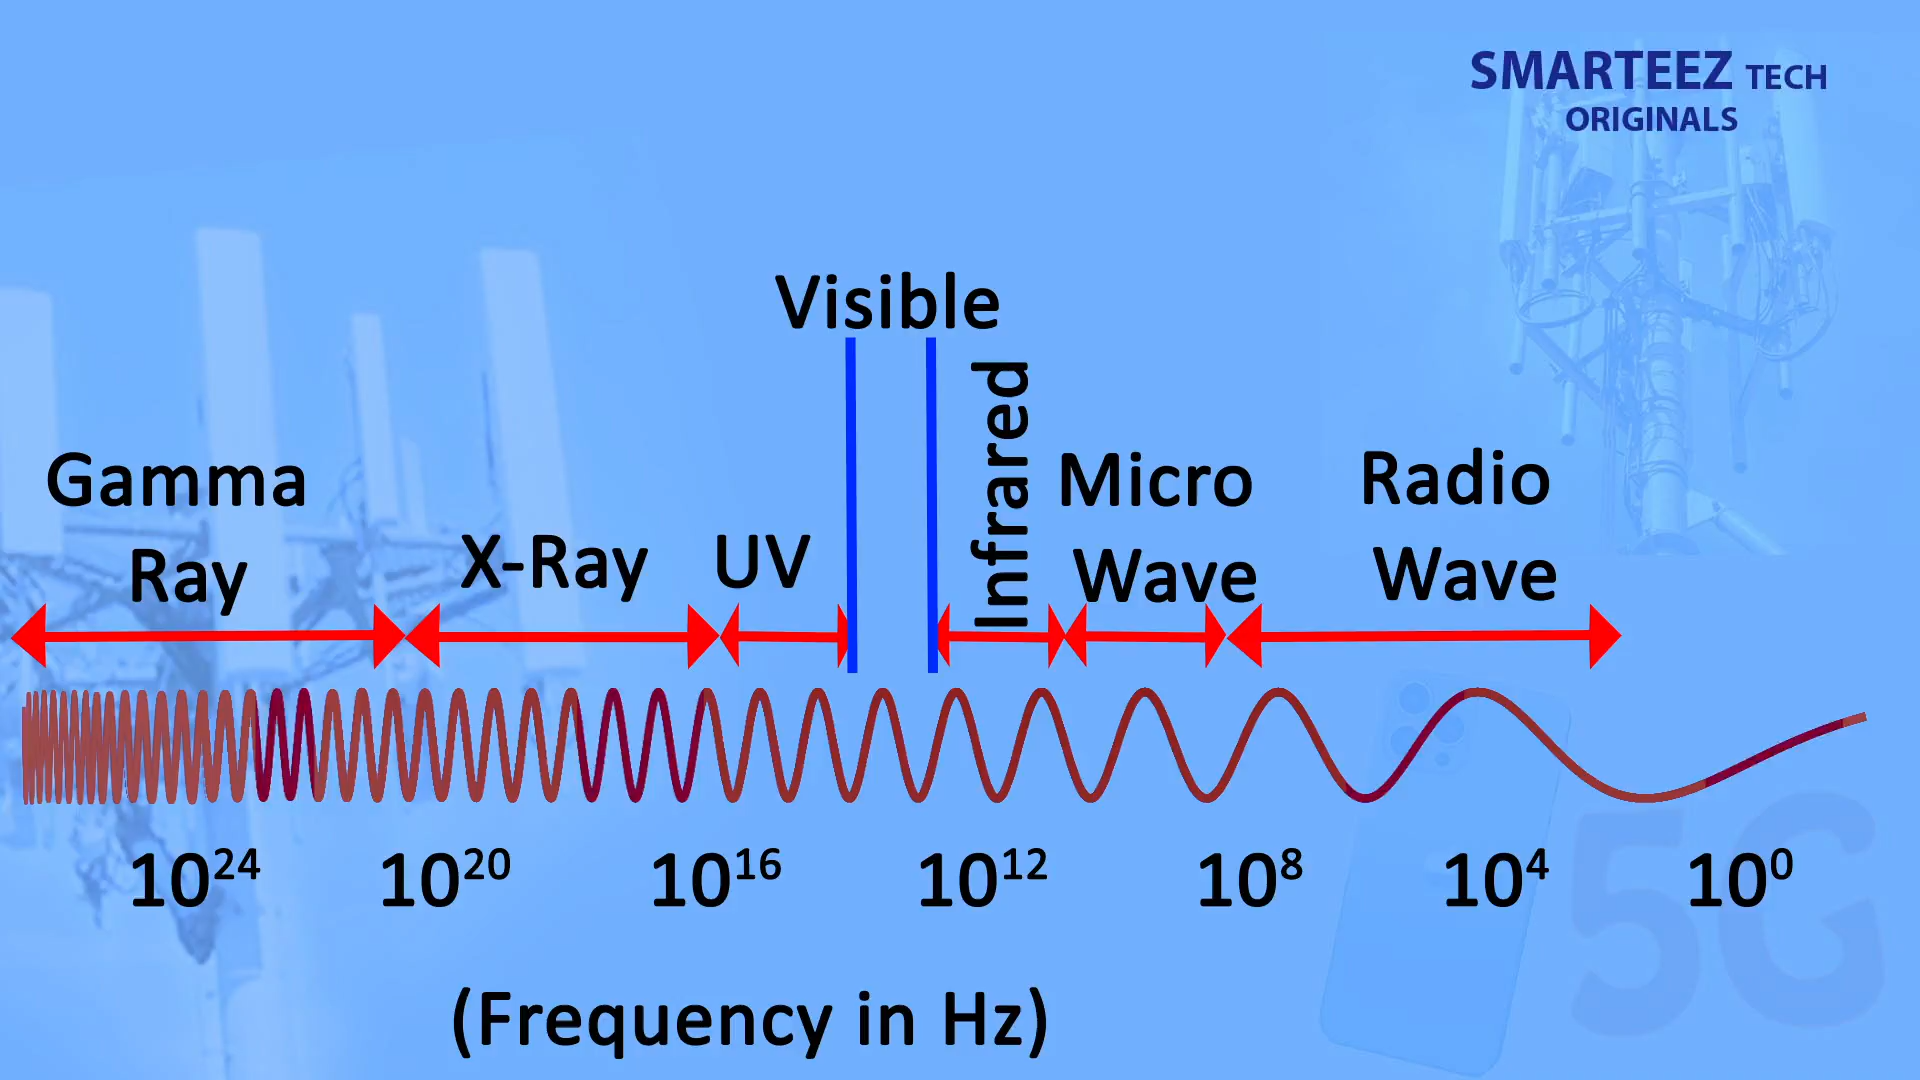 SMARTEEZ TECH
ORIGINALS
Visible
Infrared
Gamma
Ray
X-Ray
UV
Micro
Wave
Radio
Wave
10²⁴ 10²⁰ 10¹⁶ 10¹² 10⁸ 10⁴ 10⁰
(Frequency in Hz)
5G